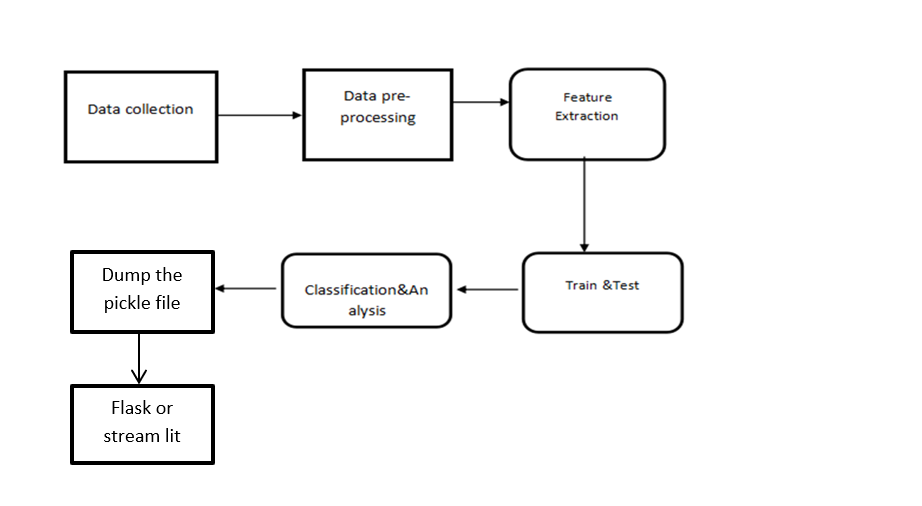 Data collection
Data pre-
processing
Feature
Extraction
Train &Test
Classification&An
alysis
Dump the
pickle file
Flask or
stream lit